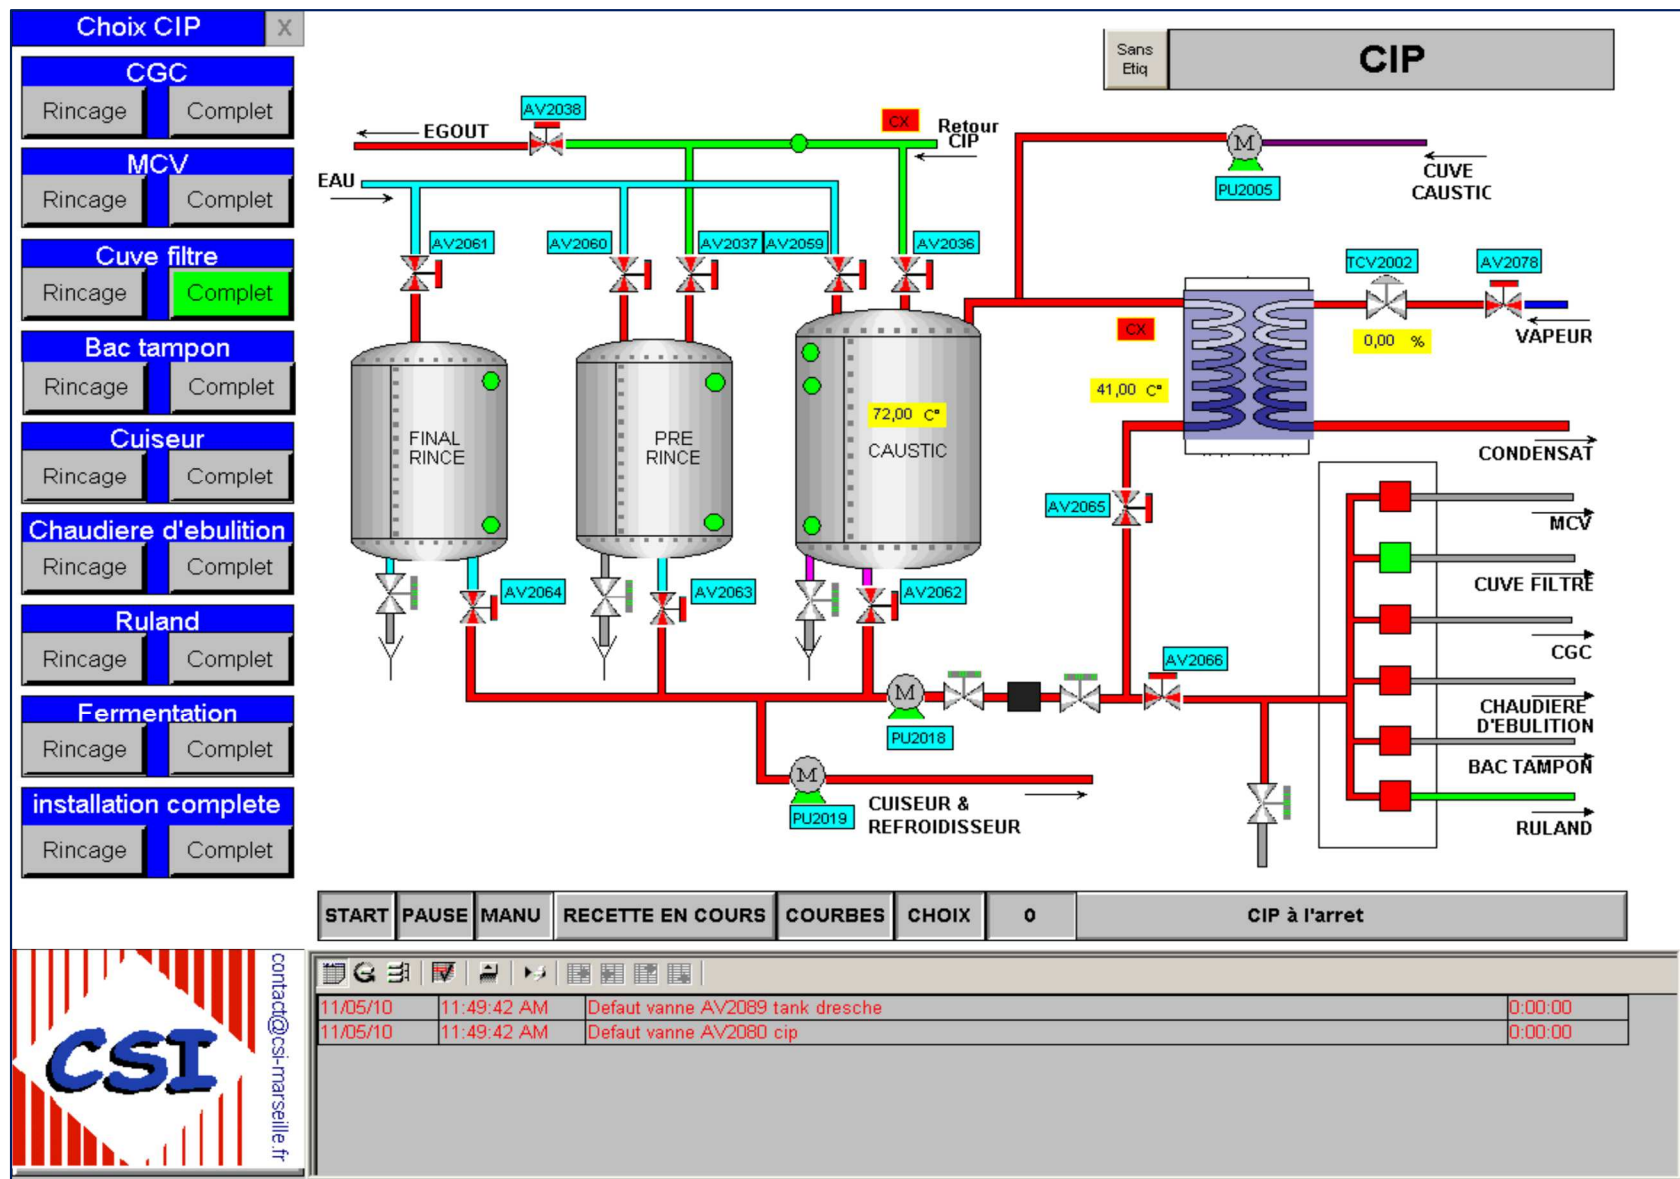 Choix CIP X
CGC
Rincage Complet
MCV
Rincage Complet
Cuve filtre
Rincage Complet
Bac tampon
Rincage Complet
Cuiseur
Rincage Complet
Chaudiere d'ebulition
Rincage Complet
Ruland
Rincage Complet
Fermentation
Rincage Complet
installation complete
Rincage Complet
Sans
Etiq
CIP
AV2038
EGOUT
CX
Retour
CIP
EAU
M
PU2005
CUVE
CAUSTIC
AV2061
AV2060
AV2037
AV2059
AV2036
TCV2002
AV2078
0,00 %
VAPEUR
CX
41,00 C°
72,00 C°
FINAL
RINCE
PRE
RINCE
CAUSTIC
CONDENSAT
AV2065
MCV
CUVE FILTRE
AV2064
AV2063
AV2062
CGC
AV2066
M
PU2018
CHAUDIERE
D'EBULITION
BAC TAMPON
M
PU2019
CUISEUR &
REFROIDISSEUR
RULAND
START PAUSE MANU RECETTE EN COURS COURBES CHOIX 0 CIP à l'arret
CSI
contact@csi-marseille.fr
11/05/10 11:49:42 AM Defaut vanne AV2089 tank dresche 0:00:00
11/05/10 11:49:42 AM Defaut vanne AV2080 cip 0:00:00